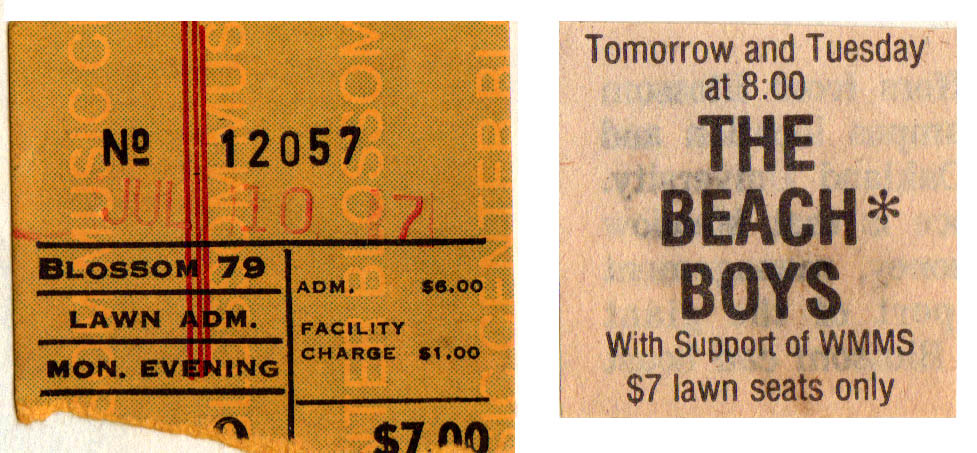 Nº 12057
JUL 10 7
BLOSSOM 79
LAWN ADM.
MON. EVENING
ADM. $6.00
FACILITY
CHARGE $1.00
$7.00
Tomorrow and Tuesday
at 8:00
THE
BEACH*
BOYS
With Support of WMMS
$7 lawn seats only